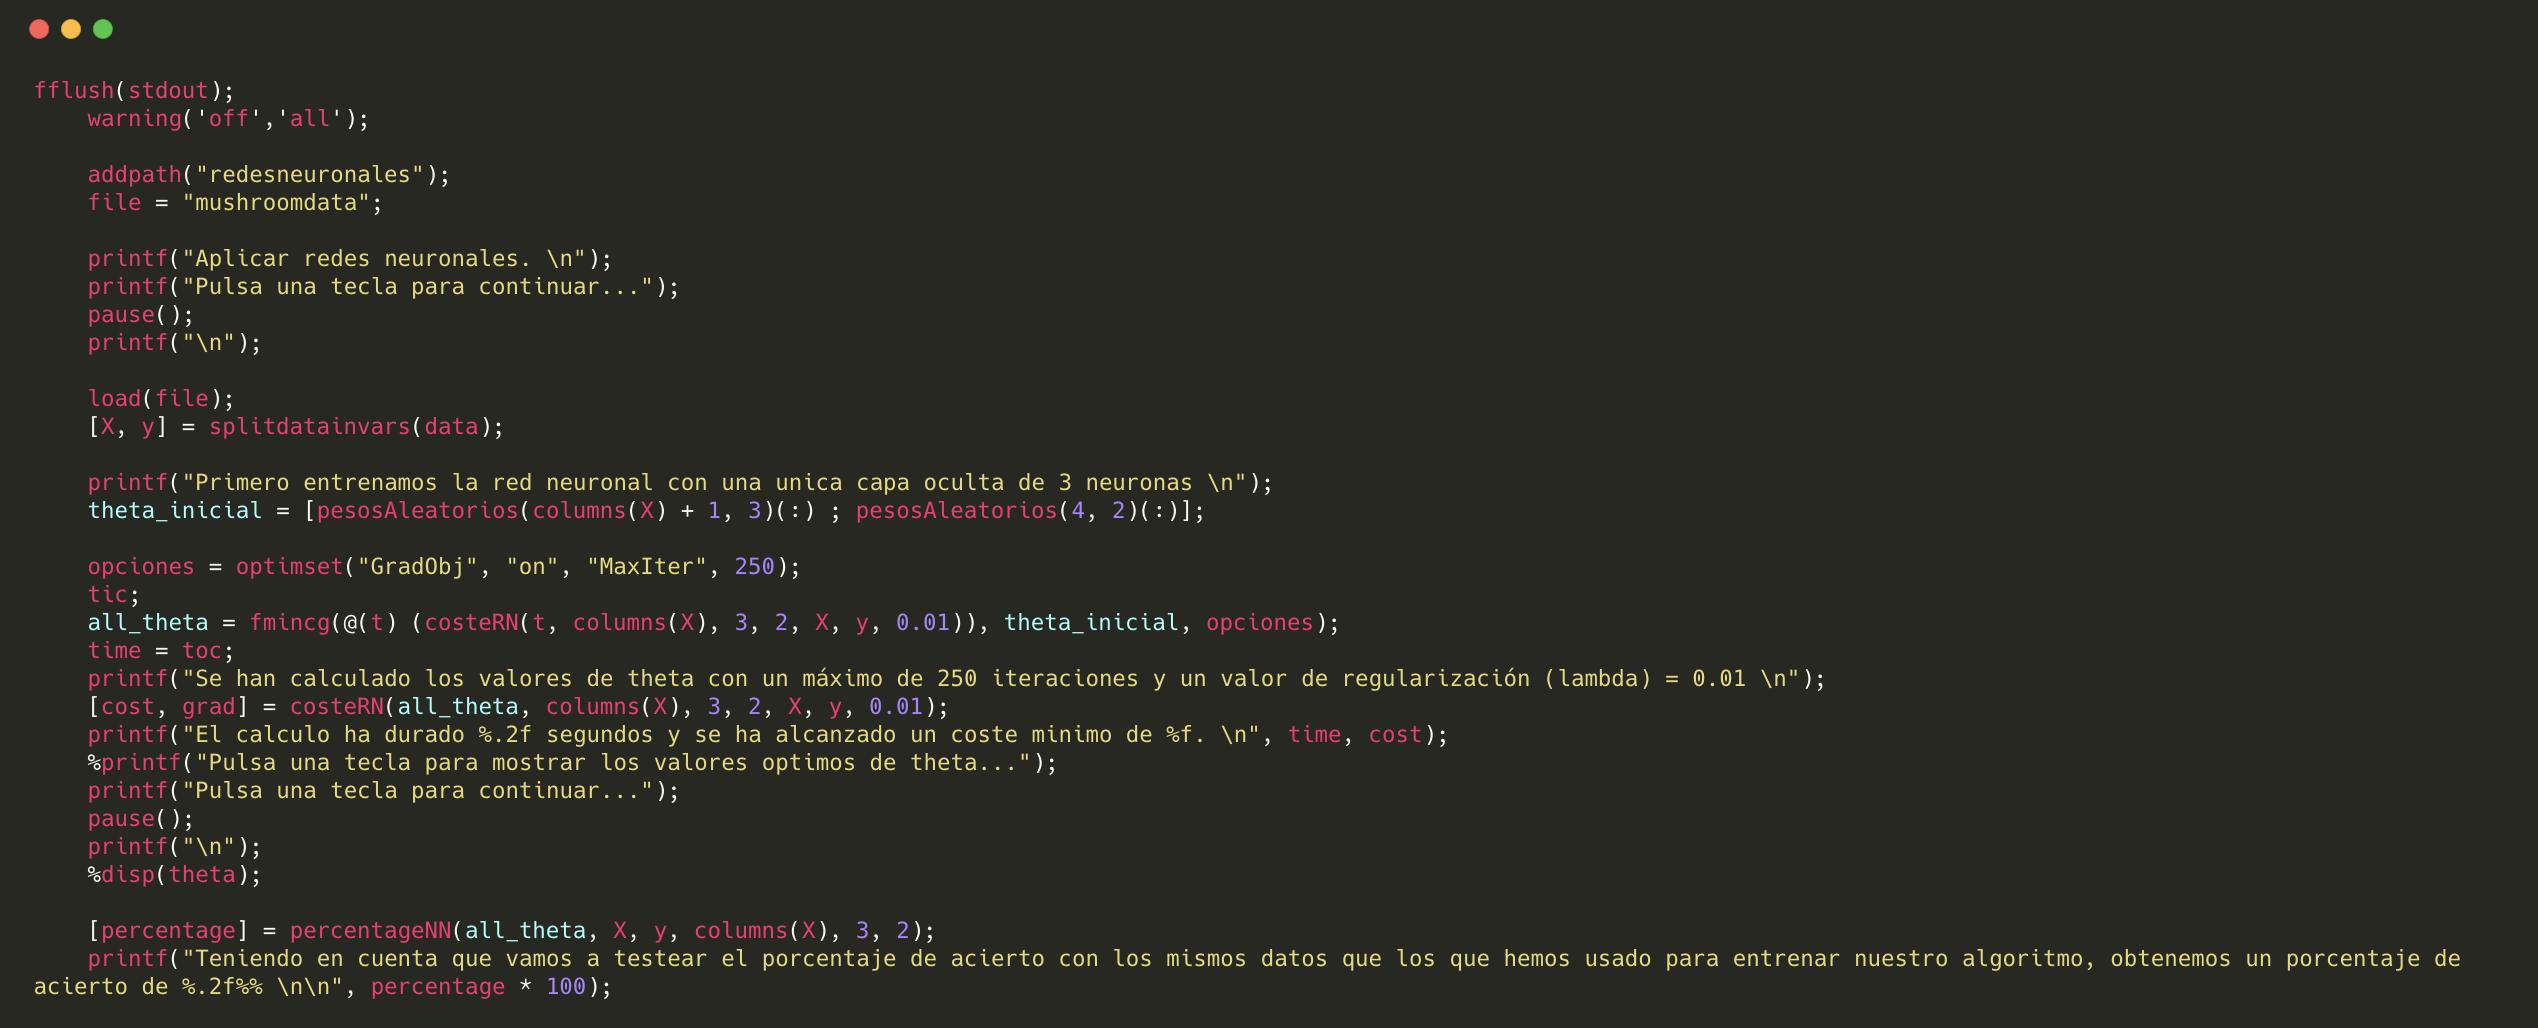 fflush(stdout);
    warning('off','all');

    addpath("redesneuronales");
    file = "mushroomdata";

    printf("Aplicar redes neuronales. \n");
    printf("Pulsa una tecla para continuar...");
    pause();
    printf("\n");

    load(file);
    [X, y] = splitdatainvars(data);

    printf("Primero entrenamos la red neuronal con una unica capa oculta de 3 neuronas \n");
    theta_inicial = [pesosAleatorios(columns(X) + 1, 3)(:) ; pesosAleatorios(4, 2)(:)];

    opciones = optimset("GradObj", "on", "MaxIter", 250);
    tic;
    all_theta = fmincg(@(t) (costeRN(t, columns(X), 3, 2, X, y, 0.01)), theta_inicial, opciones);
    time = toc;
    printf("Se han calculado los valores de theta con un máximo de 250 iteraciones y un valor de regularización (lambda) = 0.01 \n");
    [cost, grad] = costeRN(all_theta, columns(X), 3, 2, X, y, 0.01);
    printf("El calculo ha durado %.2f segundos y se ha alcanzado un coste minimo de %f. \n", time, cost);
    %printf("Pulsa una tecla para mostrar los valores optimos de theta...");
    printf("Pulsa una tecla para continuar...");
    pause();
    printf("\n");
    %disp(theta);

    [percentage] = percentageNN(all_theta, X, y, columns(X), 3, 2);
    printf("Teniendo en cuenta que vamos a testear el porcentaje de acierto con los mismos datos que los que hemos usado para entrenar nuestro algoritmo, obtenemos un porcentaje de
acierto de %.2f%% \n\n", percentage * 100);